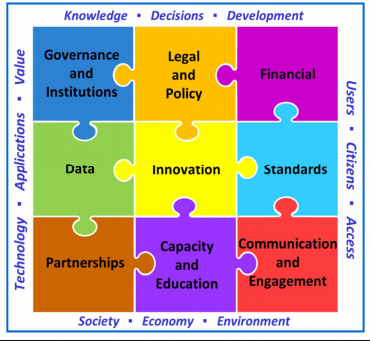 Knowledge ▪ Decisions ▪ Development
Governance
and
Institutions
Legal
and
Policy
Financial
Data
Innovation
Standards
Partnerships
Capacity
and
Education
Communication
and
Engagement
Technology ▪ Applications ▪ Value
Users ▪ Citizens ▪ Access
Society ▪ Economy ▪ Environment